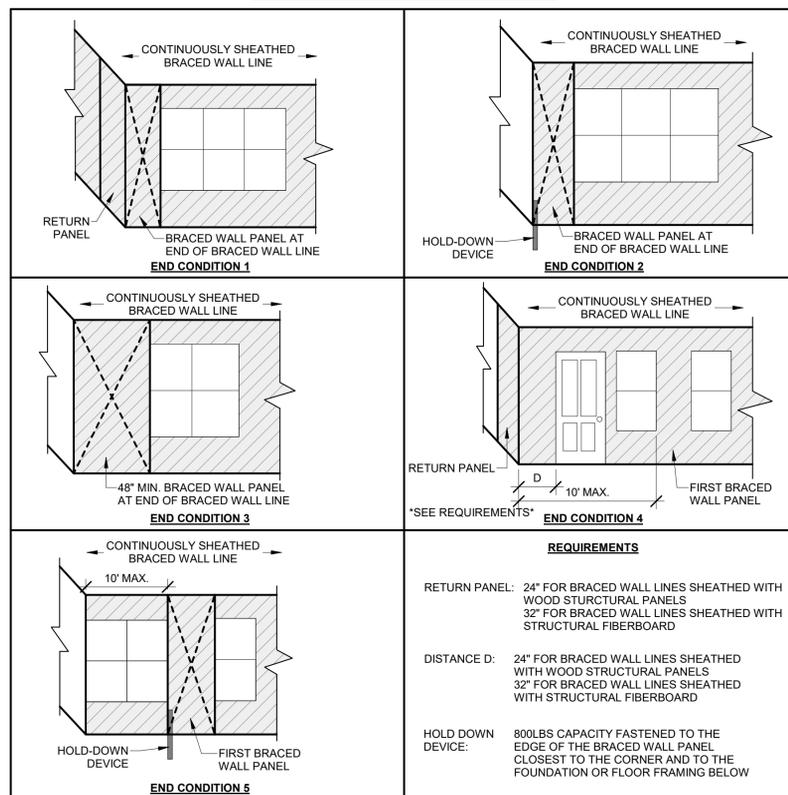 CONTINUOUSLY SHEATHED
BRACED WALL LINE
RETURN
PANEL
BRACED WALL PANEL AT
END OF BRACED WALL LINE
END CONDITION 1
CONTINUOUSLY SHEATHED
BRACED WALL LINE
HOLD-DOWN
DEVICE
BRACED WALL PANEL AT
END OF BRACED WALL LINE
END CONDITION 2
CONTINUOUSLY SHEATHED
BRACED WALL LINE
48" MIN. BRACED WALL PANEL
AT END OF BRACED WALL LINE
END CONDITION 3
CONTINUOUSLY SHEATHED
BRACED WALL LINE
RETURN PANEL
D
10' MAX.
FIRST BRACED
WALL PANEL
*SEE REQUIREMENTS*
END CONDITION 4
CONTINUOUSLY SHEATHED
BRACED WALL LINE
10' MAX.
HOLD-DOWN
DEVICE
FIRST BRACED
WALL PANEL
END CONDITION 5
REQUIREMENTS
RETURN PANEL: 24" FOR BRACED WALL LINES SHEATHED WITH
WOOD STURCTURAL PANELS
32" FOR BRACED WALL LINES SHEATHED WITH
STRUCTURAL FIBERBOARD
DISTANCE D: 24" FOR BRACED WALL LINES SHEATHED
WITH WOOD STRUCTURAL PANELS
32" FOR BRACED WALL LINES SHEATHED
WITH STRUCTURAL FIBERBOARD
HOLD DOWN 800LBS CAPACITY FASTENED TO THE
DEVICE: EDGE OF THE BRACED WALL PANEL
CLOSEST TO THE CORNER AND TO THE
FOUNDATION OR FLOOR FRAMING BELOW